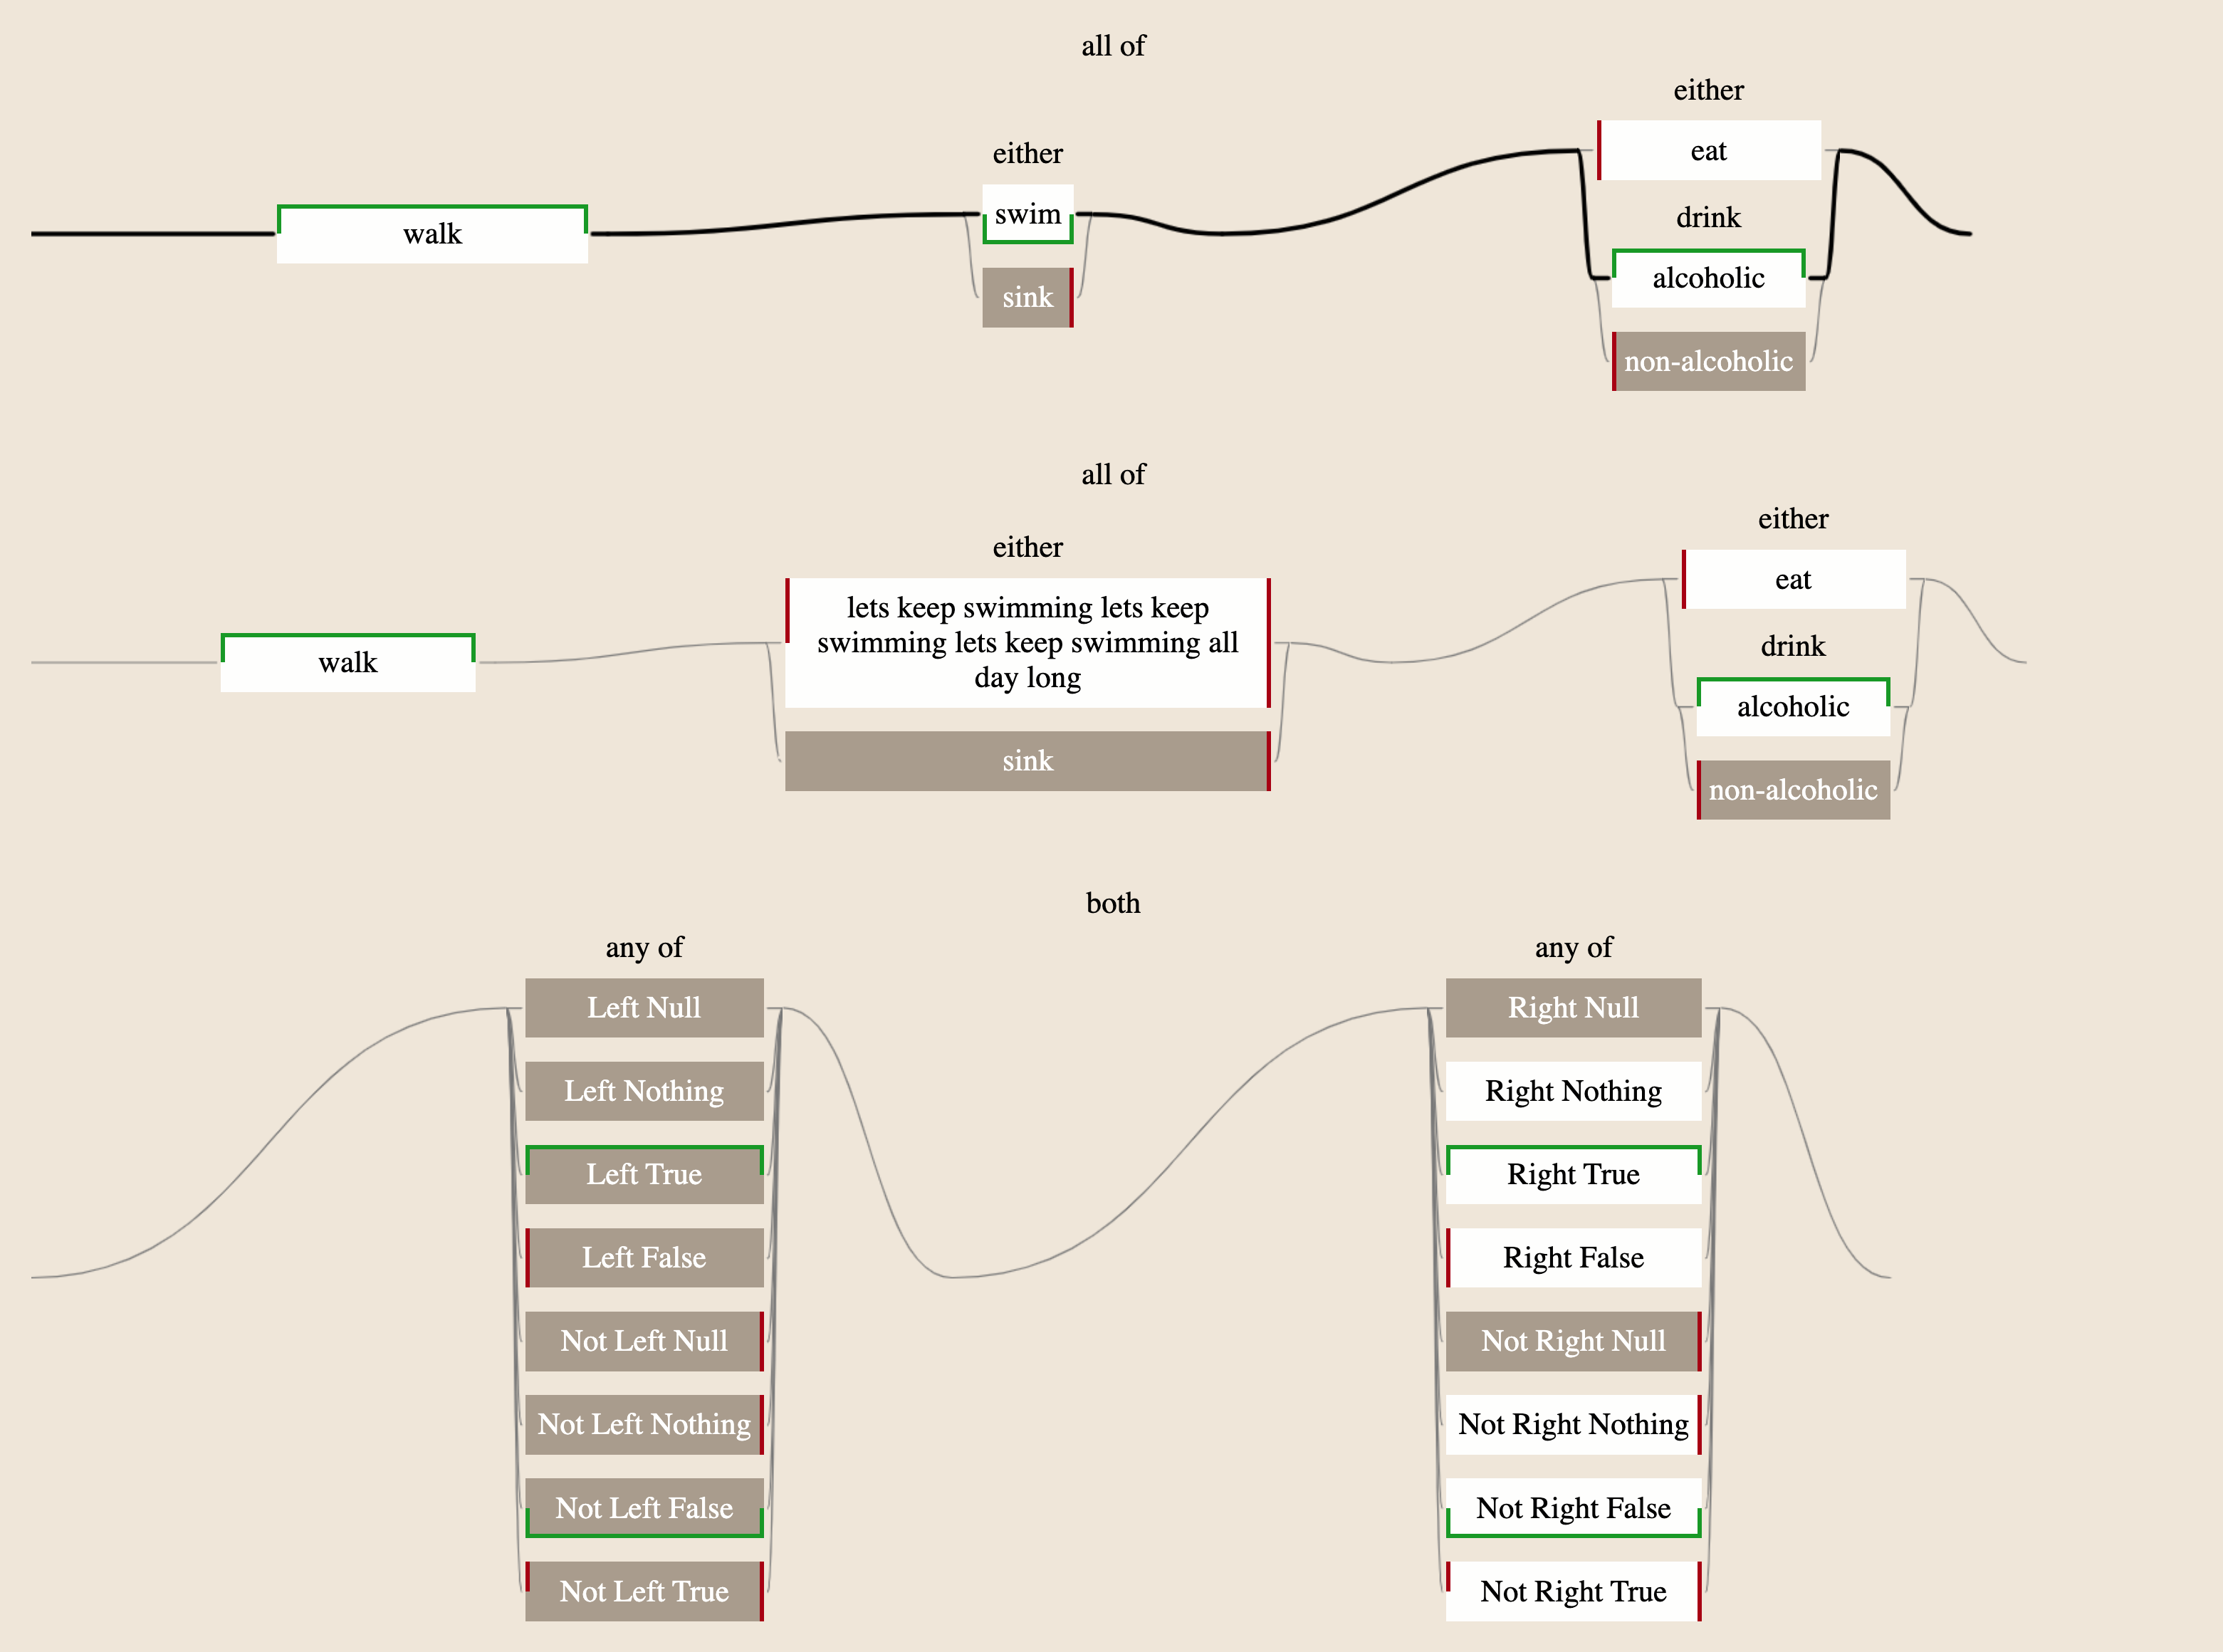 all of
either
eat
either
drink
swim
walk
alcoholic
sink
non-alcoholic
all of
either
either
eat
lets keep swimming lets keep
swimming lets keep swimming all
day long
drink
walk
alcoholic
sink
non-alcoholic
both
any of
any of
Left Null
Right Null
Left Nothing
Right Nothing
Left True
Right True
Left False
Right False
Not Left Null
Not Right Null
Not Left Nothing
Not Right Nothing
Not Left False
Not Right False
Not Left True
Not Right True